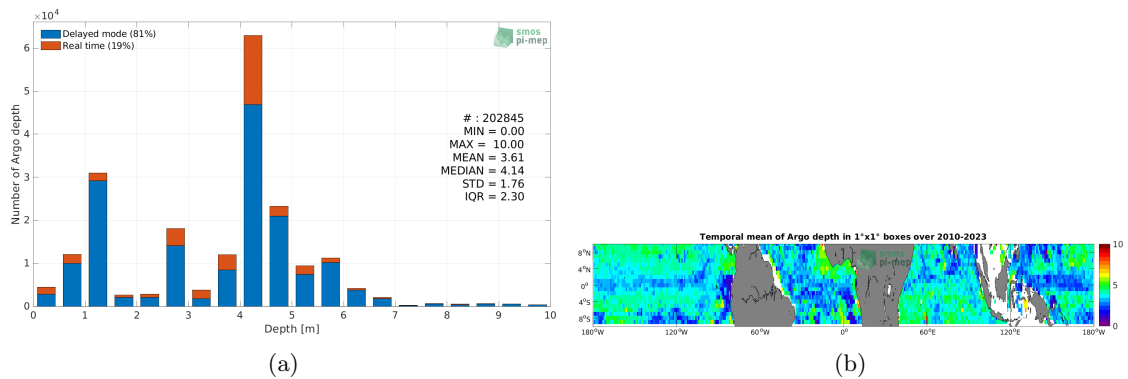 ×10⁴
6
5
4
3
2
1
0
Number of Argo depth
Delayed mode (81%)
Real time (19%)
smos
pi-mep
# : 202845
MIN = 0.00
MAX = 10.00
MEAN = 3.61
MEDIAN = 4.14
STD = 1.76
IQR = 2.30
0 1 2 3 4 5 6 7 8 9 10
Depth [m]
(a)
Temporal mean of Argo depth in 1°x1° boxes over 2010-2023
smos
pi-mep
8°N
4°N
0°
4°S
8°S
180°W 120°W 60°W 0° 60°E 120°E 180°W
10
5
0
(b)